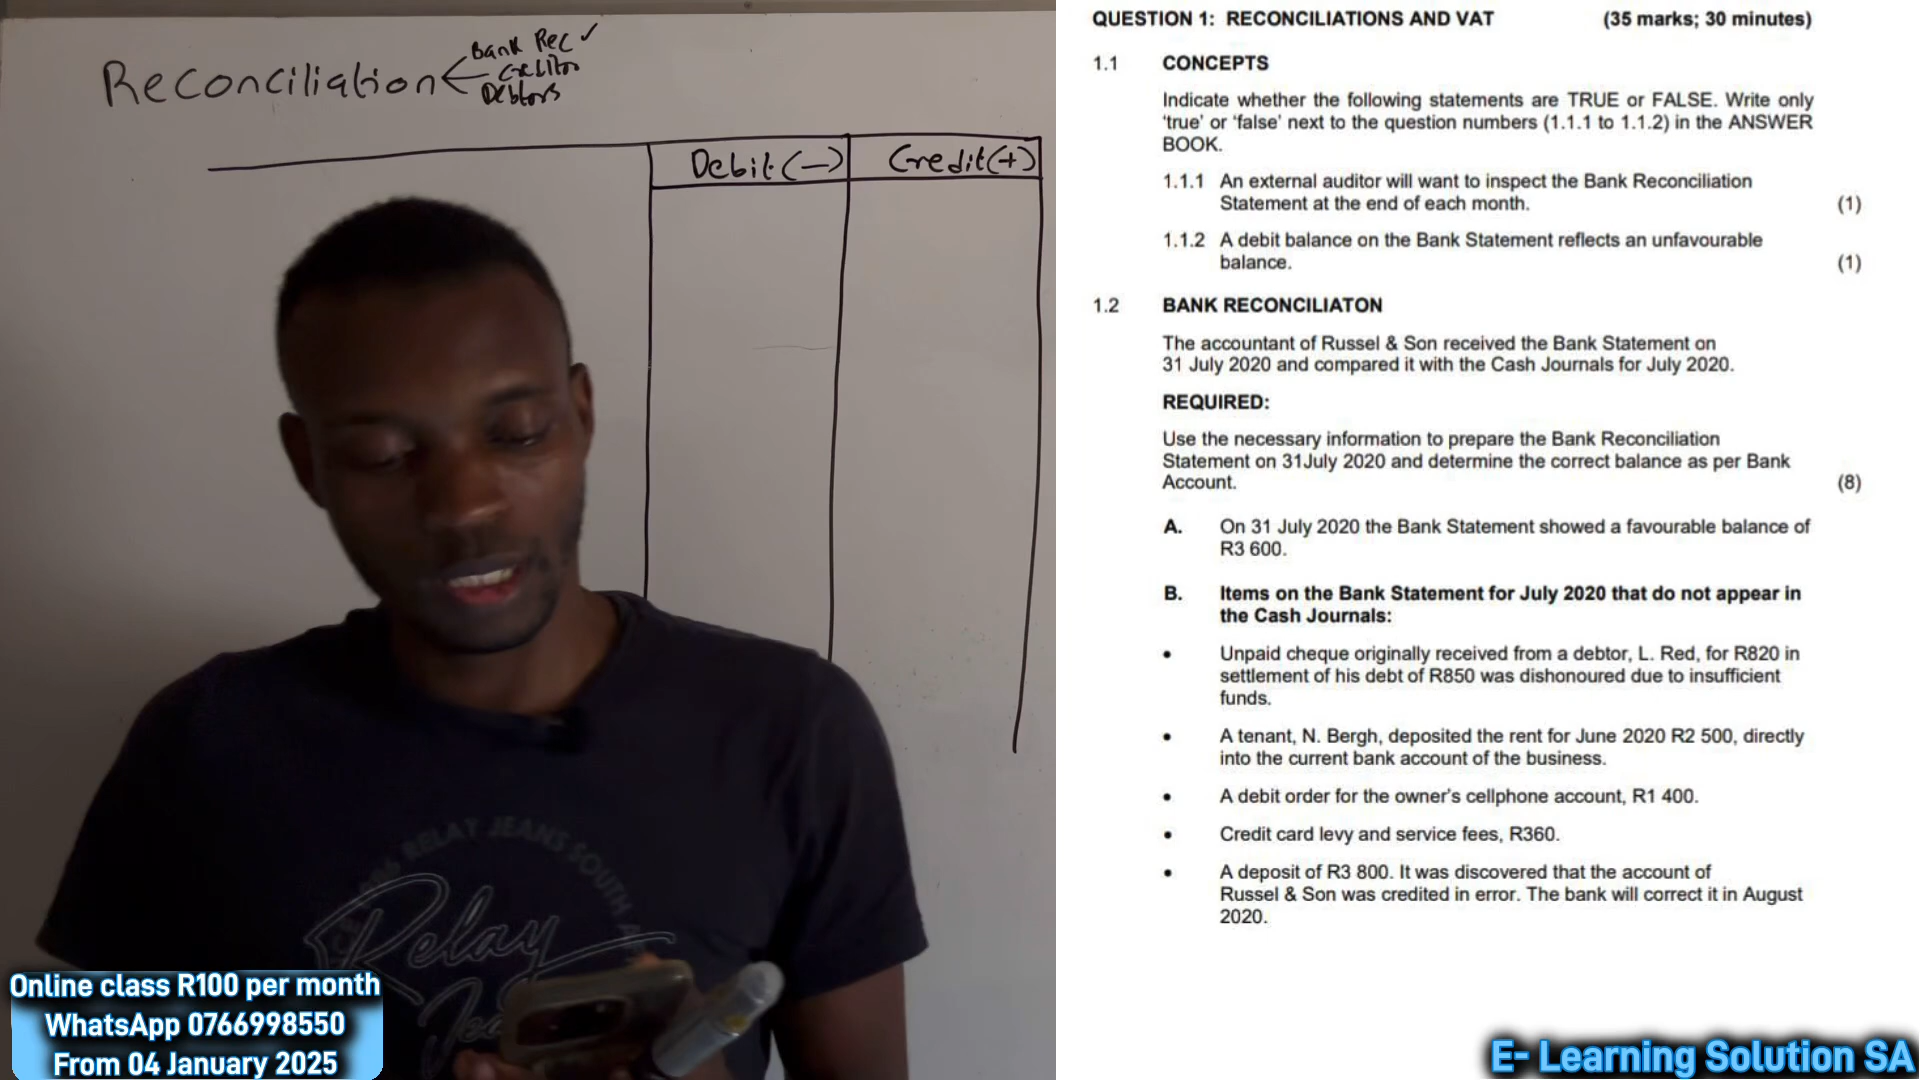 Reconciliation
Bank Rec ✓
Creditor
Debtors
Debit (-)
Credit (+)
RELAY JEANS SOUTH
Relay
Online class R100 per month
WhatsApp 0766998550
From 04 January 2025
QUESTION 1: RECONCILIATIONS AND VAT (35 marks; 30 minutes)
1.1 CONCEPTS
Indicate whether the following statements are TRUE or FALSE. Write only
‘true’ or ‘false’ next to the question numbers (1.1.1 to 1.1.2) in the ANSWER
BOOK.
1.1.1 An external auditor will want to inspect the Bank Reconciliation
Statement at the end of each month. (1)
1.1.2 A debit balance on the Bank Statement reflects an unfavourable
balance. (1)
1.2 BANK RECONCILIATON
The accountant of Russel & Son received the Bank Statement on
31 July 2020 and compared it with the Cash Journals for July 2020.
REQUIRED:
Use the necessary information to prepare the Bank Reconciliation
Statement on 31July 2020 and determine the correct balance as per Bank
Account. (8)
A. On 31 July 2020 the Bank Statement showed a favourable balance of
R3 600.
B. Items on the Bank Statement for July 2020 that do not appear in
the Cash Journals:
• Unpaid cheque originally received from a debtor, L. Red, for R820 in
settlement of his debt of R850 was dishonoured due to insufficient
funds.
• A tenant, N. Bergh, deposited the rent for June 2020 R2 500, directly
into the current bank account of the business.
• A debit order for the owner’s cellphone account, R1 400.
• Credit card levy and service fees, R360.
• A deposit of R3 800. It was discovered that the account of
Russel & Son was credited in error. The bank will correct it in August
2020.
E- Learning Solution SA